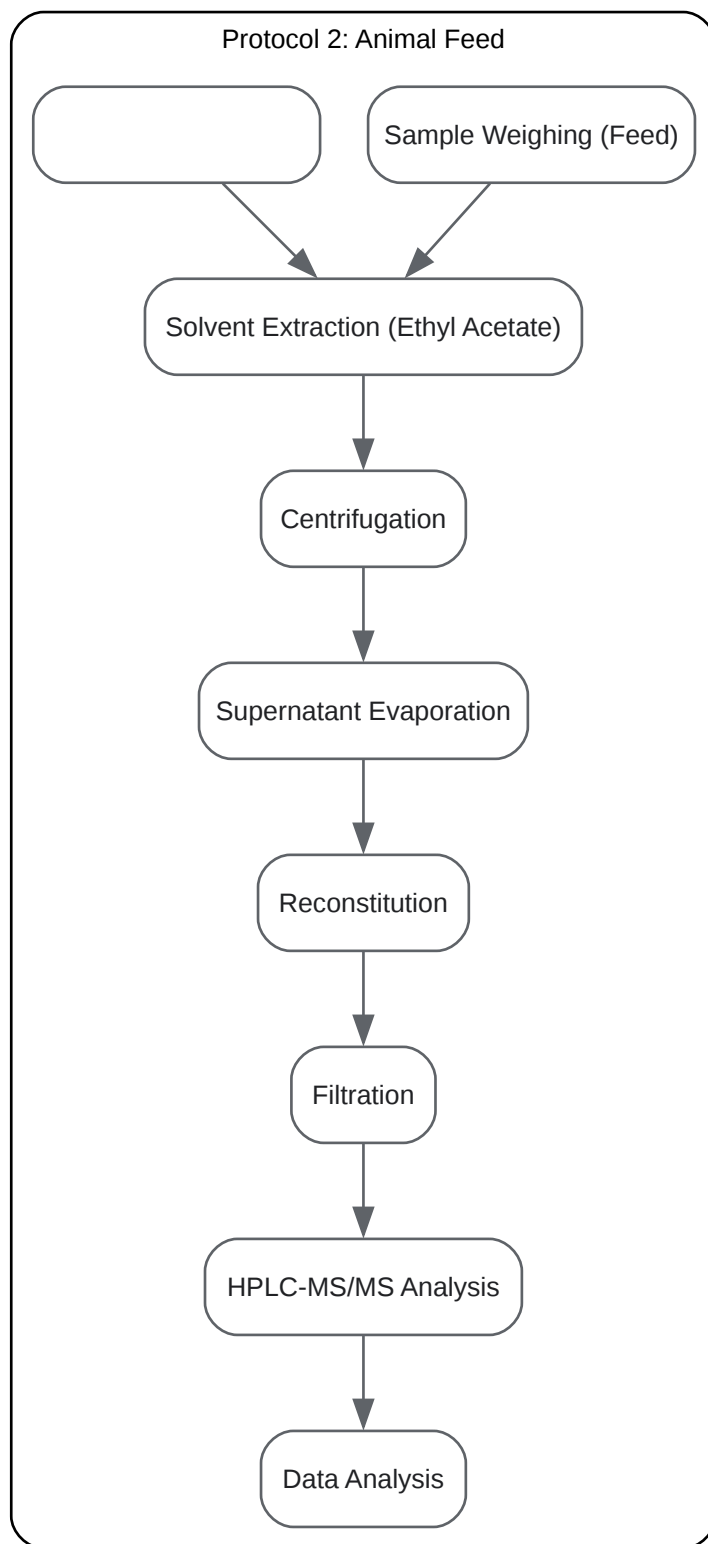 Protocol 2: Animal Feed
Sample Weighing (Feed)
Solvent Extraction (Ethyl Acetate)
Centrifugation
Supernatant Evaporation
Reconstitution
Filtration
HPLC-MS/MS Analysis
Data Analysis